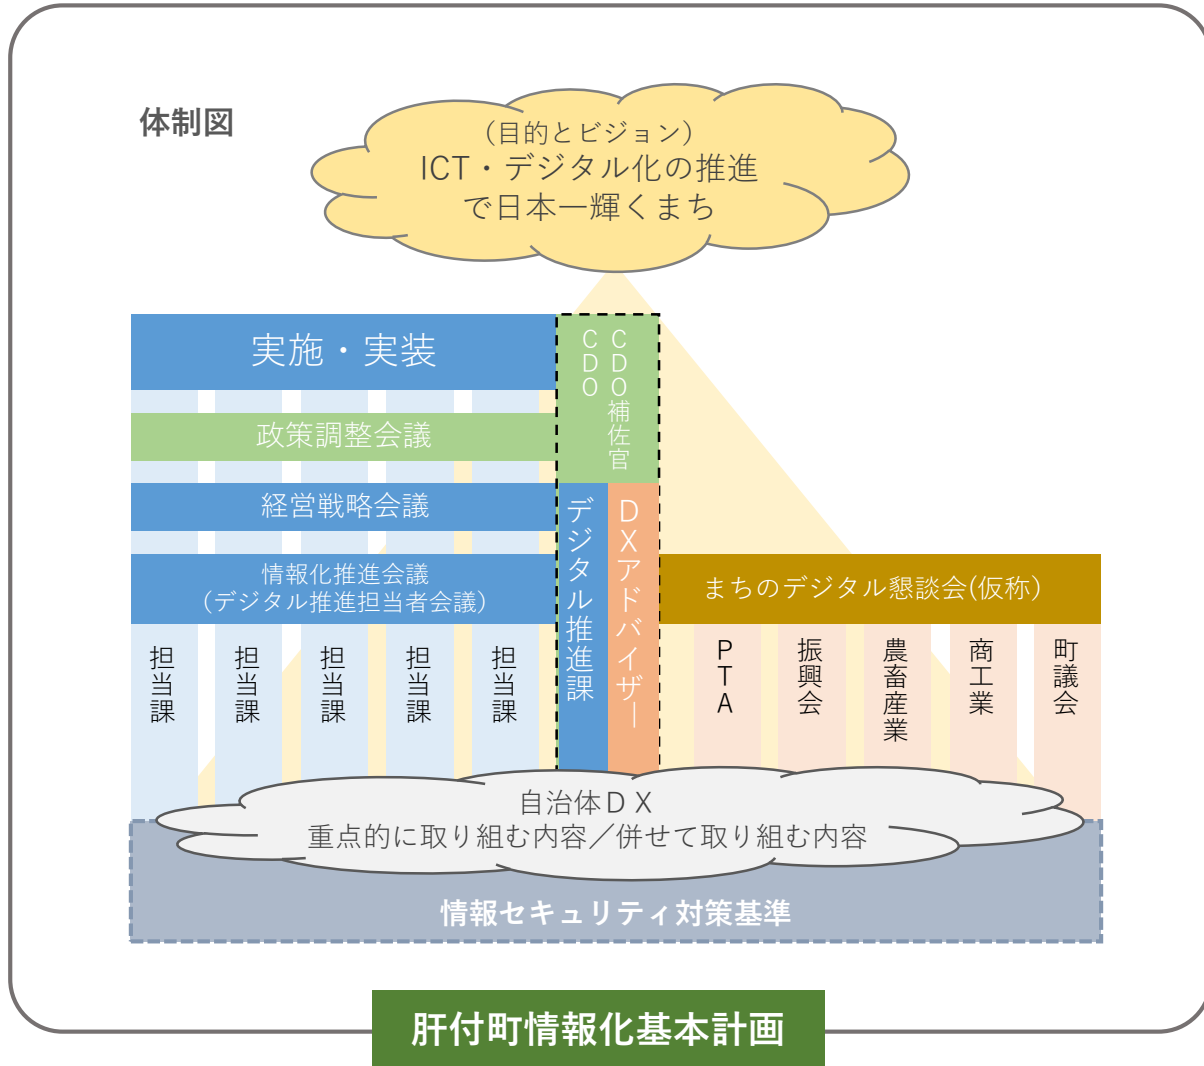 体制図
(目的とビジョン)
ICT・デジタル化の推進
で日本一輝くまち
実施・実装
政策調整会議
経営戦略会議
情報化推進会議
(デジタル推進担当者会議)
CDO補佐官
CDO
DXアドバイザー
デジタル推進課
まちのデジタル懇談会(仮称)
担当課
担当課
担当課
担当課
担当課
PTA
振興会
農畜産業
商工業
町議会
自治体DX
重点的に取り組む内容/併せて取り組む内容
情報セキュリティ対策基準
肝付町情報化基本計画